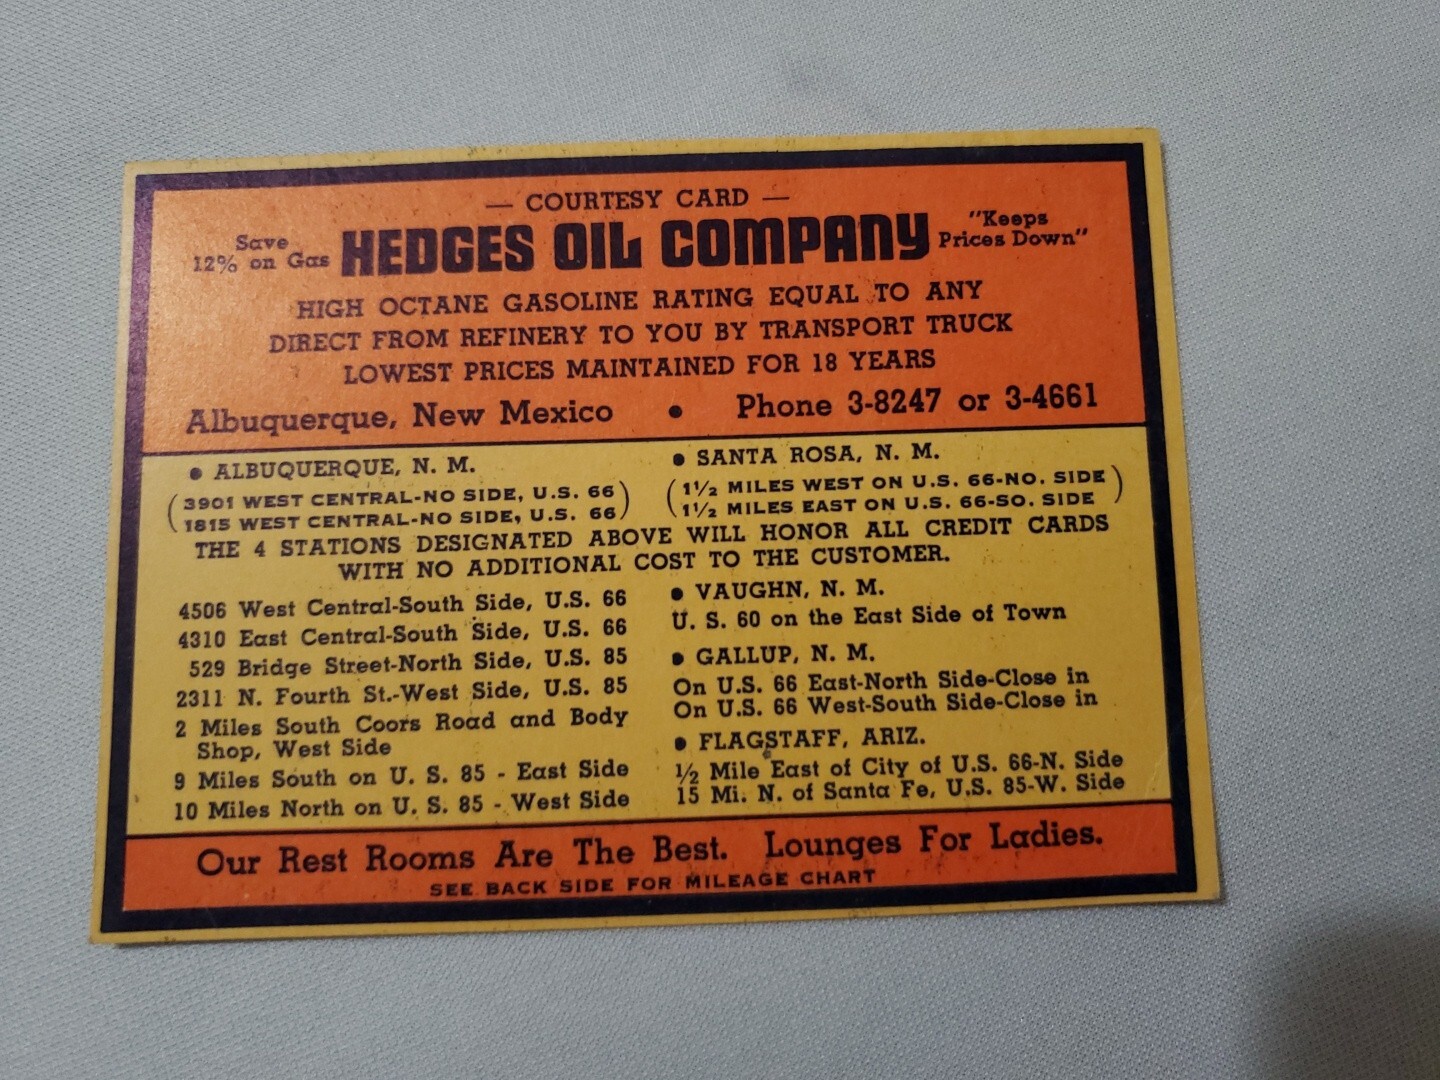 — COURTESY CARD —
Save 12% on Gas
HEDGES OIL COMPANY
"Keeps Prices Down"
HIGH OCTANE GASOLINE RATING EQUAL TO ANY
DIRECT FROM REFINERY TO YOU BY TRANSPORT TRUCK
LOWEST PRICES MAINTAINED FOR 18 YEARS
Albuquerque, New Mexico • Phone 3-8247 or 3-4661
• ALBUQUERQUE, N. M.
(3901 WEST CENTRAL-NO SIDE, U.S. 66)
(1815 WEST CENTRAL-NO SIDE, U.S. 66)
• SANTA ROSA, N. M.
(1½ MILES WEST ON U.S. 66-NO. SIDE)
(1½ MILES EAST ON U.S. 66-SO. SIDE)
THE 4 STATIONS DESIGNATED ABOVE WILL HONOR ALL CREDIT CARDS
WITH NO ADDITIONAL COST TO THE CUSTOMER.
4506 West Central-South Side, U.S. 66
4310 East Central-South Side, U.S. 66
529 Bridge Street-North Side, U.S. 85
2311 N. Fourth St.-West Side, U.S. 85
2 Miles South Coors Road and Body
Shop, West Side
9 Miles South on U. S. 85 - East Side
10 Miles North on U. S. 85 - West Side
• VAUGHN, N. M.
U. S. 60 on the East Side of Town
• GALLUP, N. M.
On U.S. 66 East-North Side-Close in
On U.S. 66 West-South Side-Close in
• FLAGSTAFF, ARIZ.
½ Mile East of City of U.S. 66-N. Side
15 Mi. N. of Santa Fe, U.S. 85-W. Side
Our Rest Rooms Are The Best. Lounges For Ladies.
SEE BACK SIDE FOR MILEAGE CHART